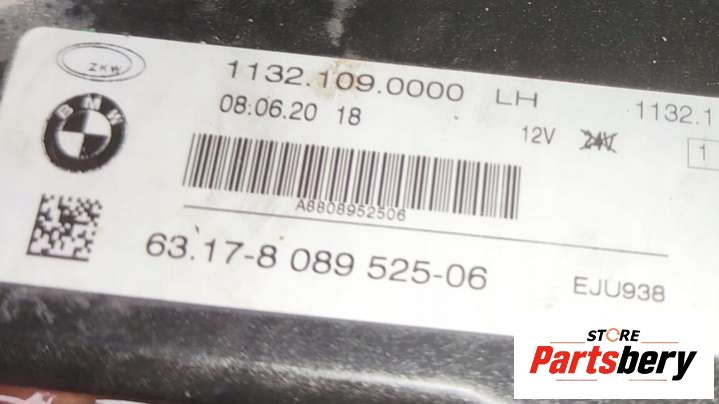 ZKW
BMW
1132.109.0000 LH 1132.1
08.06.20 18
12V 24V
1
A8808952506
63.17-8 089 525-06
EJU938
STORE
Partsbery